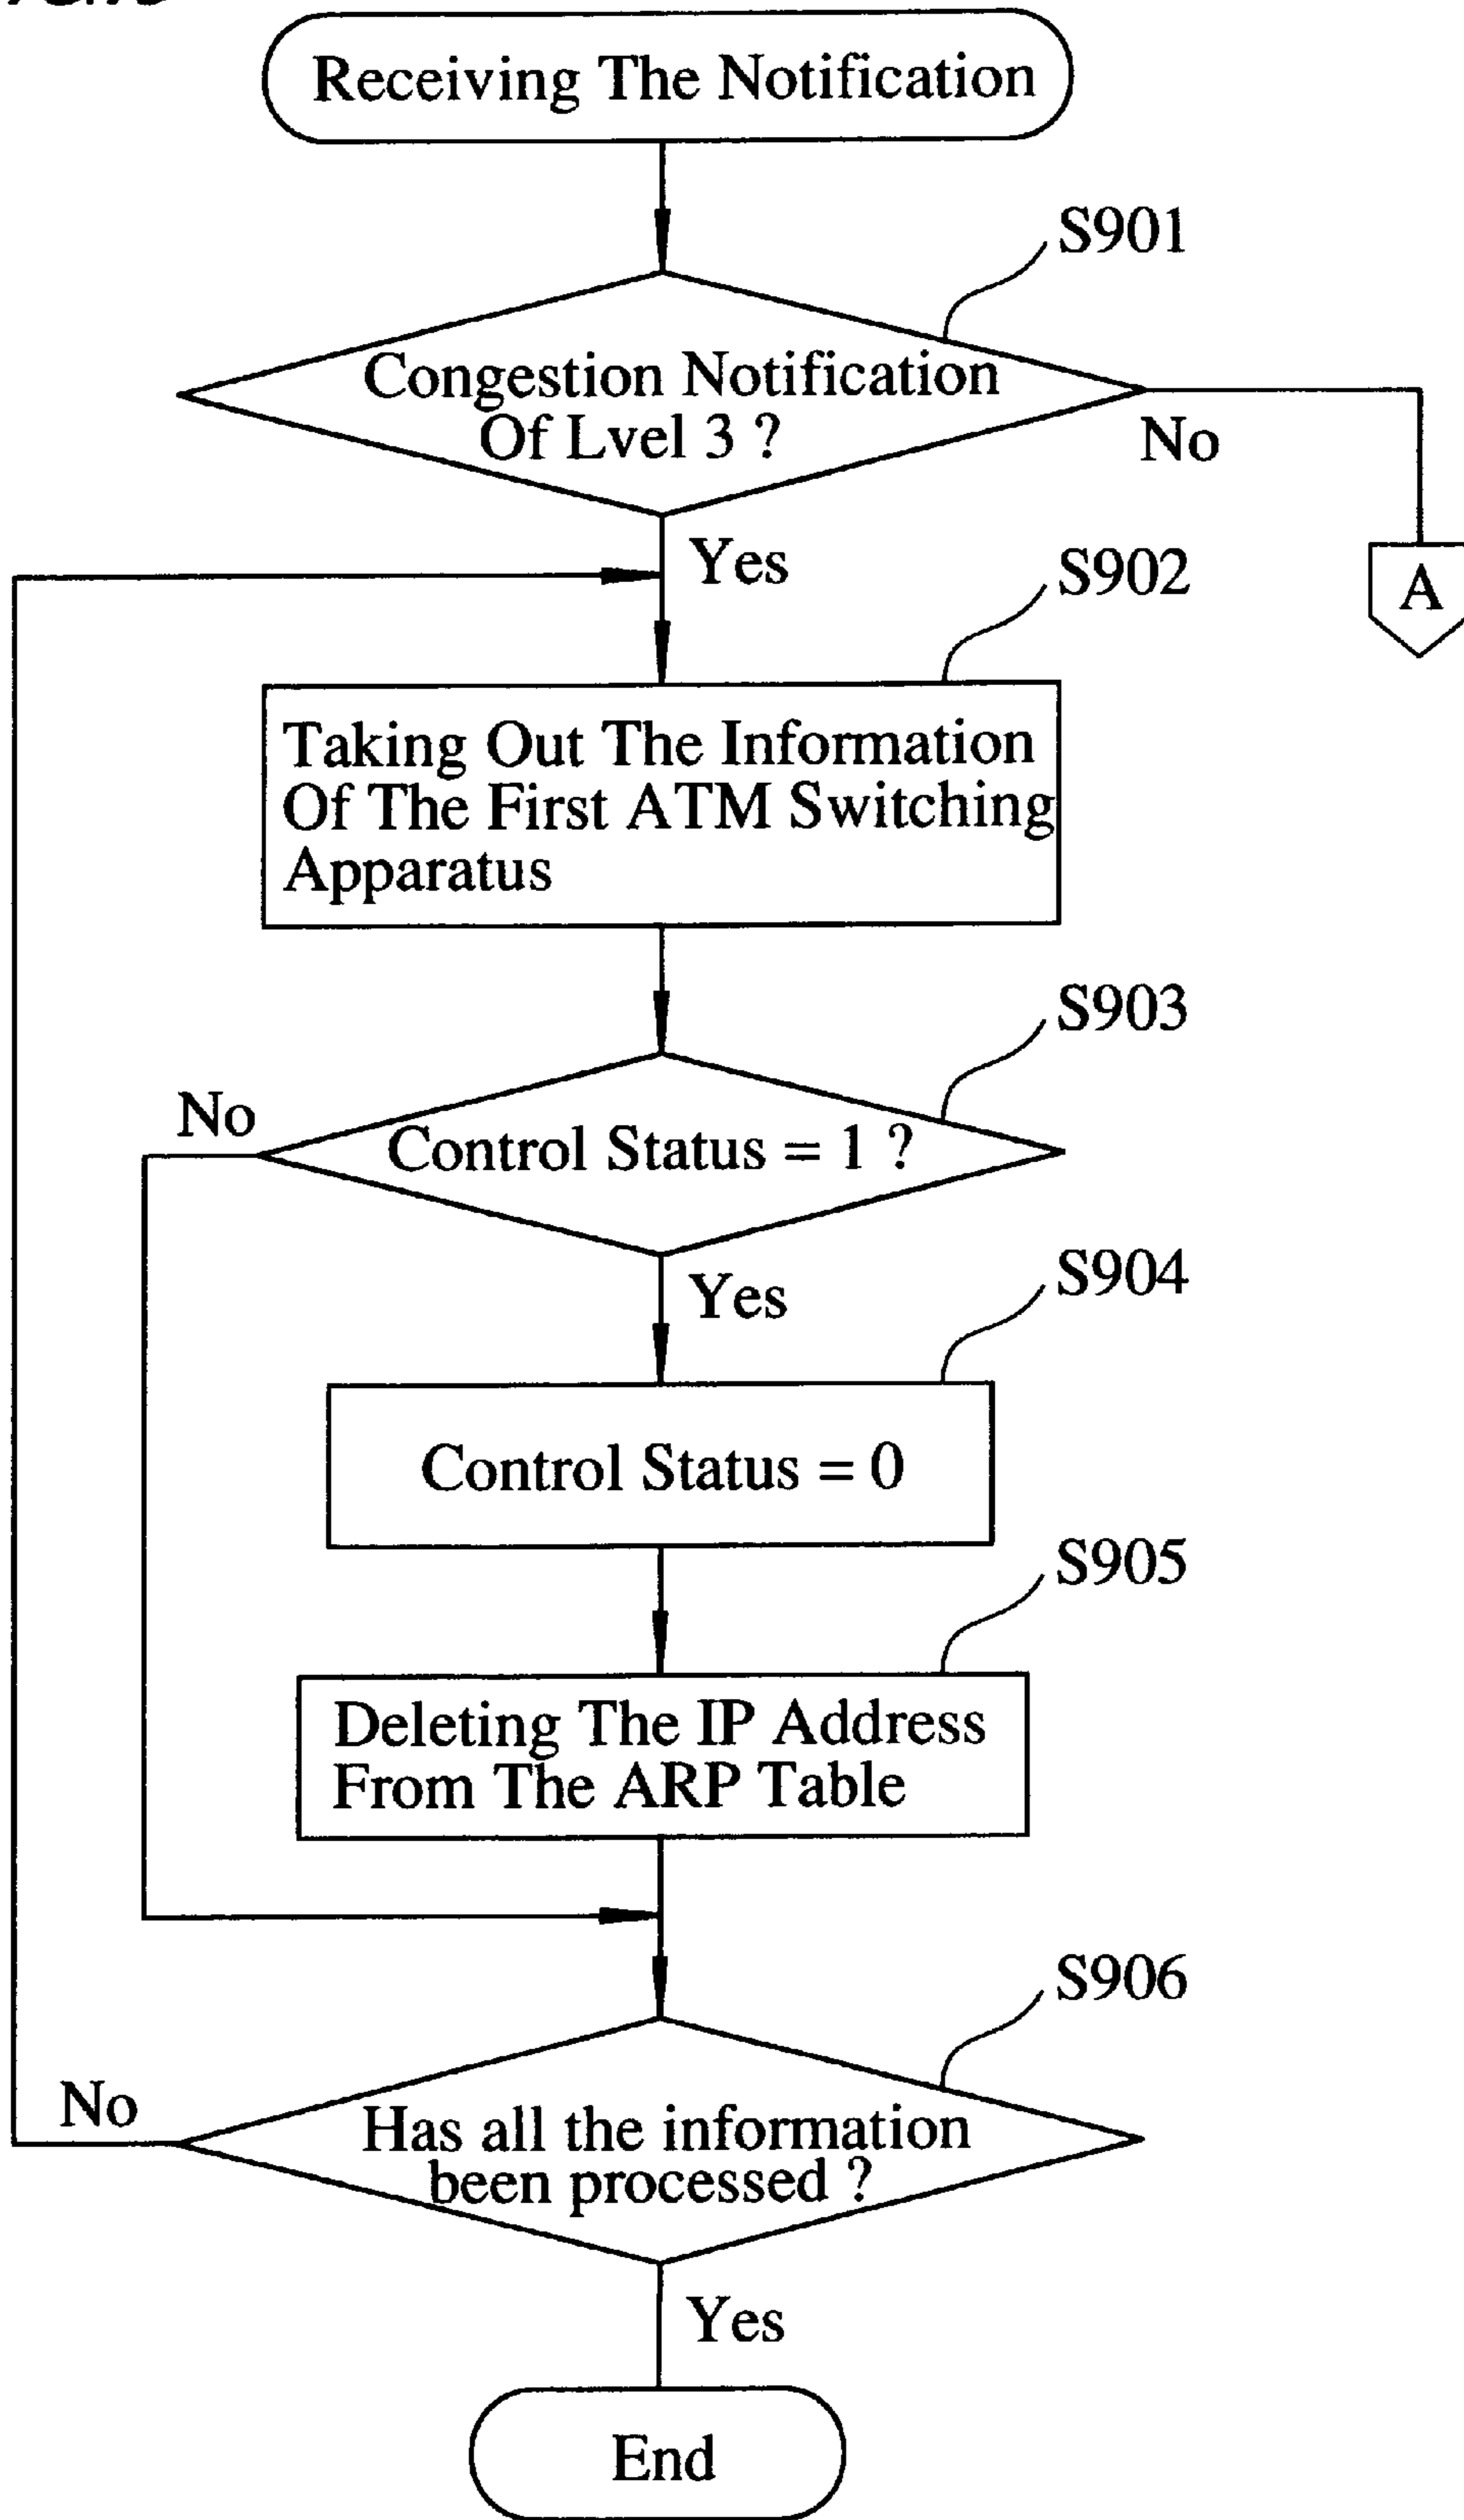 Receiving The Notification
S901
Congestion Notification
Of Lvel 3 ?
No
Yes
S902
A
Taking Out The Information
Of The First ATM Switching
Apparatus
S903
No
Control Status = 1 ?
Yes
S904
Control Status = 0
S905
Deleting The IP Address
From The ARP Table
S906
No
Has all the information
been processed ?
Yes
End